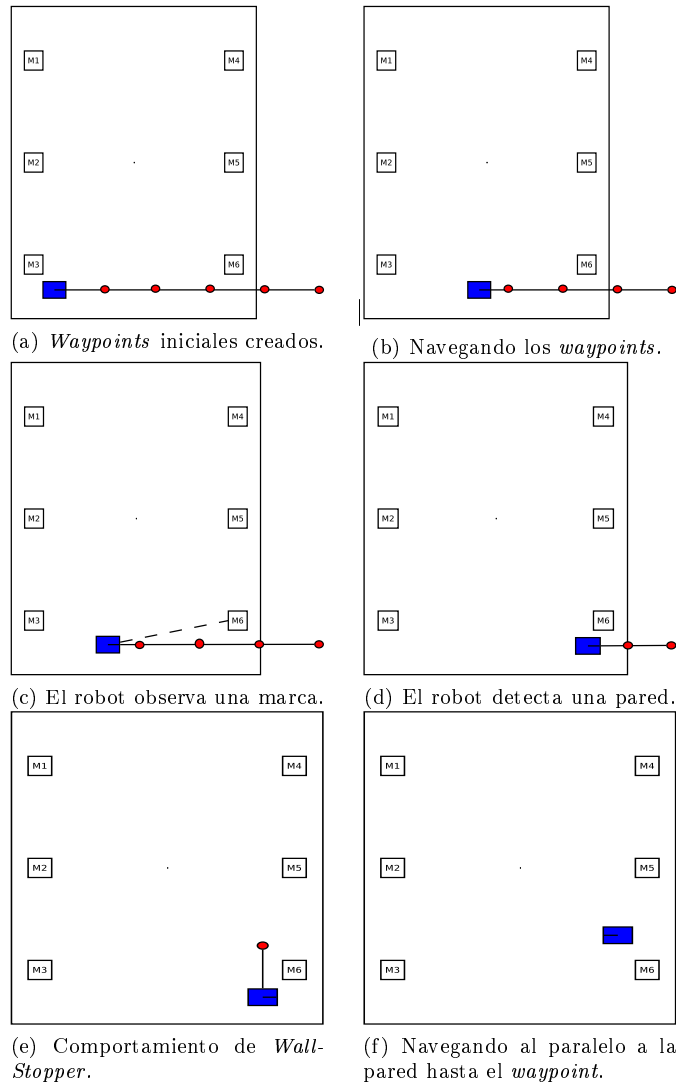 M1
M4
M2
M5
M3
M6
(a) Waypoints iniciales creados.
M1
M4
M2
M5
M3
M6
(b) Navegando los waypoints.
M1
M4
M2
M5
M3
M6
(c) El robot observa una marca.
M1
M4
M2
M5
M3
M6
(d) El robot detecta una pared.
M1
M4
M2
M5
M3
M6
(e) Comportamiento de Wall-
Stopper.
M1
M4
M2
M5
M3
M6
(f) Navegando al paralelo a la
pared hasta el waypoint.